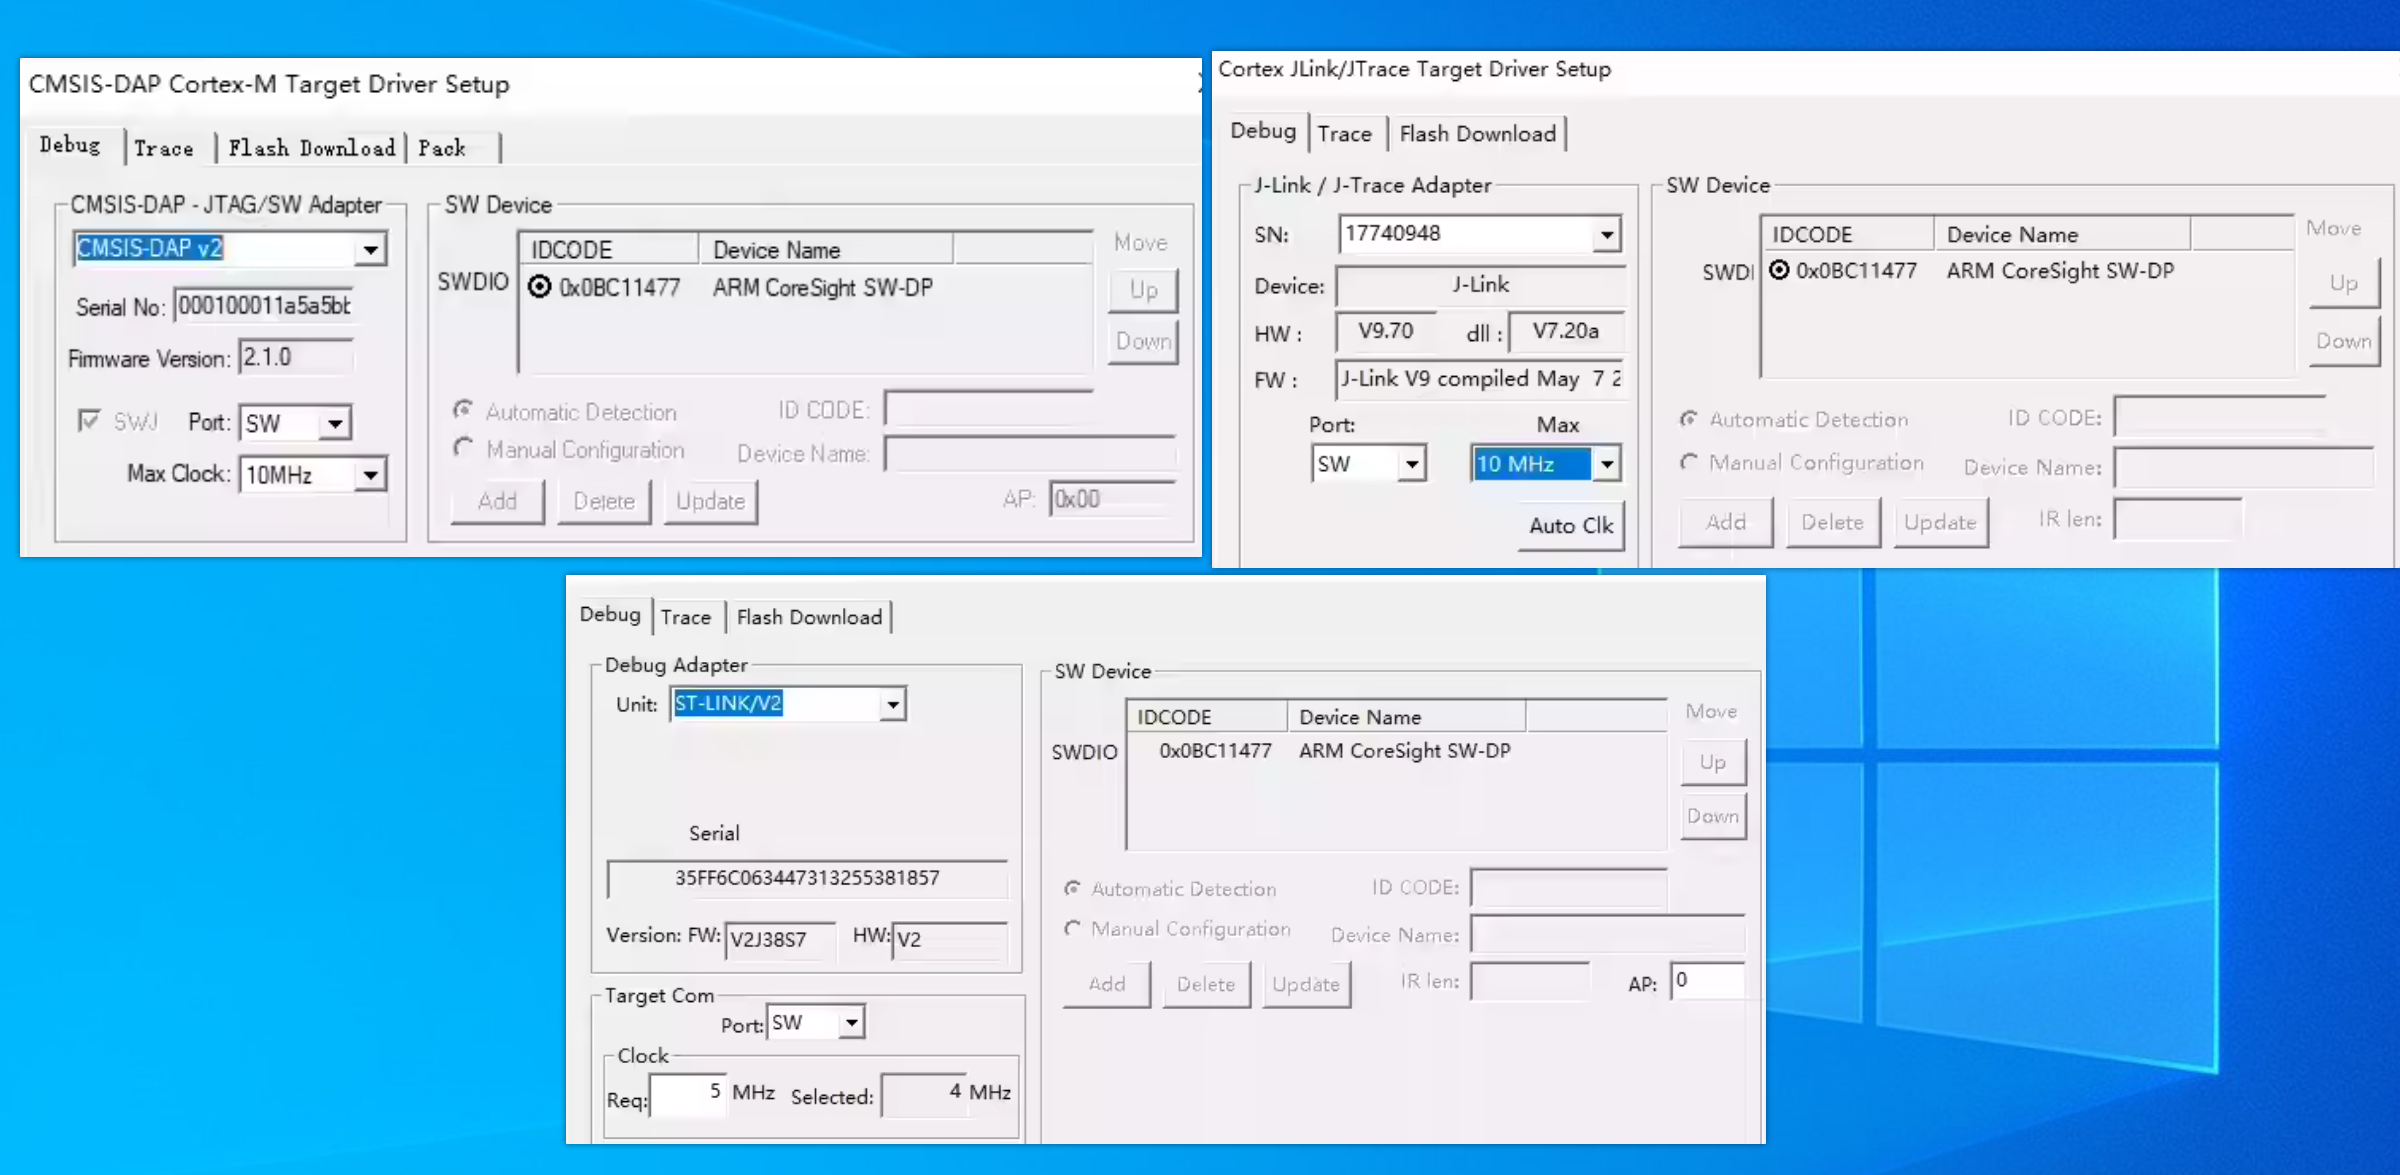 CMSIS-DAP Cortex-M Target Driver Setup
Debug Trace Flash Download Pack
CMSIS-DAP - JTAG/SW Adapter
CMSIS-DAP v2
Serial No: 000100011a5a5bb
Firmware Version: 2.1.0
SWJ Port: SW
Max Clock: 10MHz
SW Device
IDCODE Device Name
SWDIO 0x0BC11477 ARM CoreSight SW-DP
Move
Up
Down
Automatic Detection ID CODE:
Manual Configuration Device Name:
Add Delete Update AP: 0x00
Cortex JLink/JTrace Target Driver Setup
Debug Trace Flash Download
J-Link / J-Trace Adapter
SN: 17740948
Device: J-Link
HW : V9.70 dll : V7.20a
FW : J-Link V9 compiled May 7 2
Port: Max
SW 10 MHz
Auto Clk
SW Device
IDCODE Device Name
SWDI 0x0BC11477 ARM CoreSight SW-DP
Move
Up
Down
Automatic Detection ID CODE:
Manual Configuration Device Name:
Add Delete Update IR len:
Debug Trace Flash Download
Debug Adapter
Unit: ST-LINK/V2
Serial
35FF6C063447313255381857
Version: FW: V2J38S7 HW: V2
Target Com
Port: SW
Clock
Req: 5 MHz Selected: 4 MHz
SW Device
IDCODE Device Name
SWDIO 0x0BC11477 ARM CoreSight SW-DP
Move
Up
Down
Automatic Detection ID CODE:
Manual Configuration Device Name:
Add Delete Update IR len: AP: 0